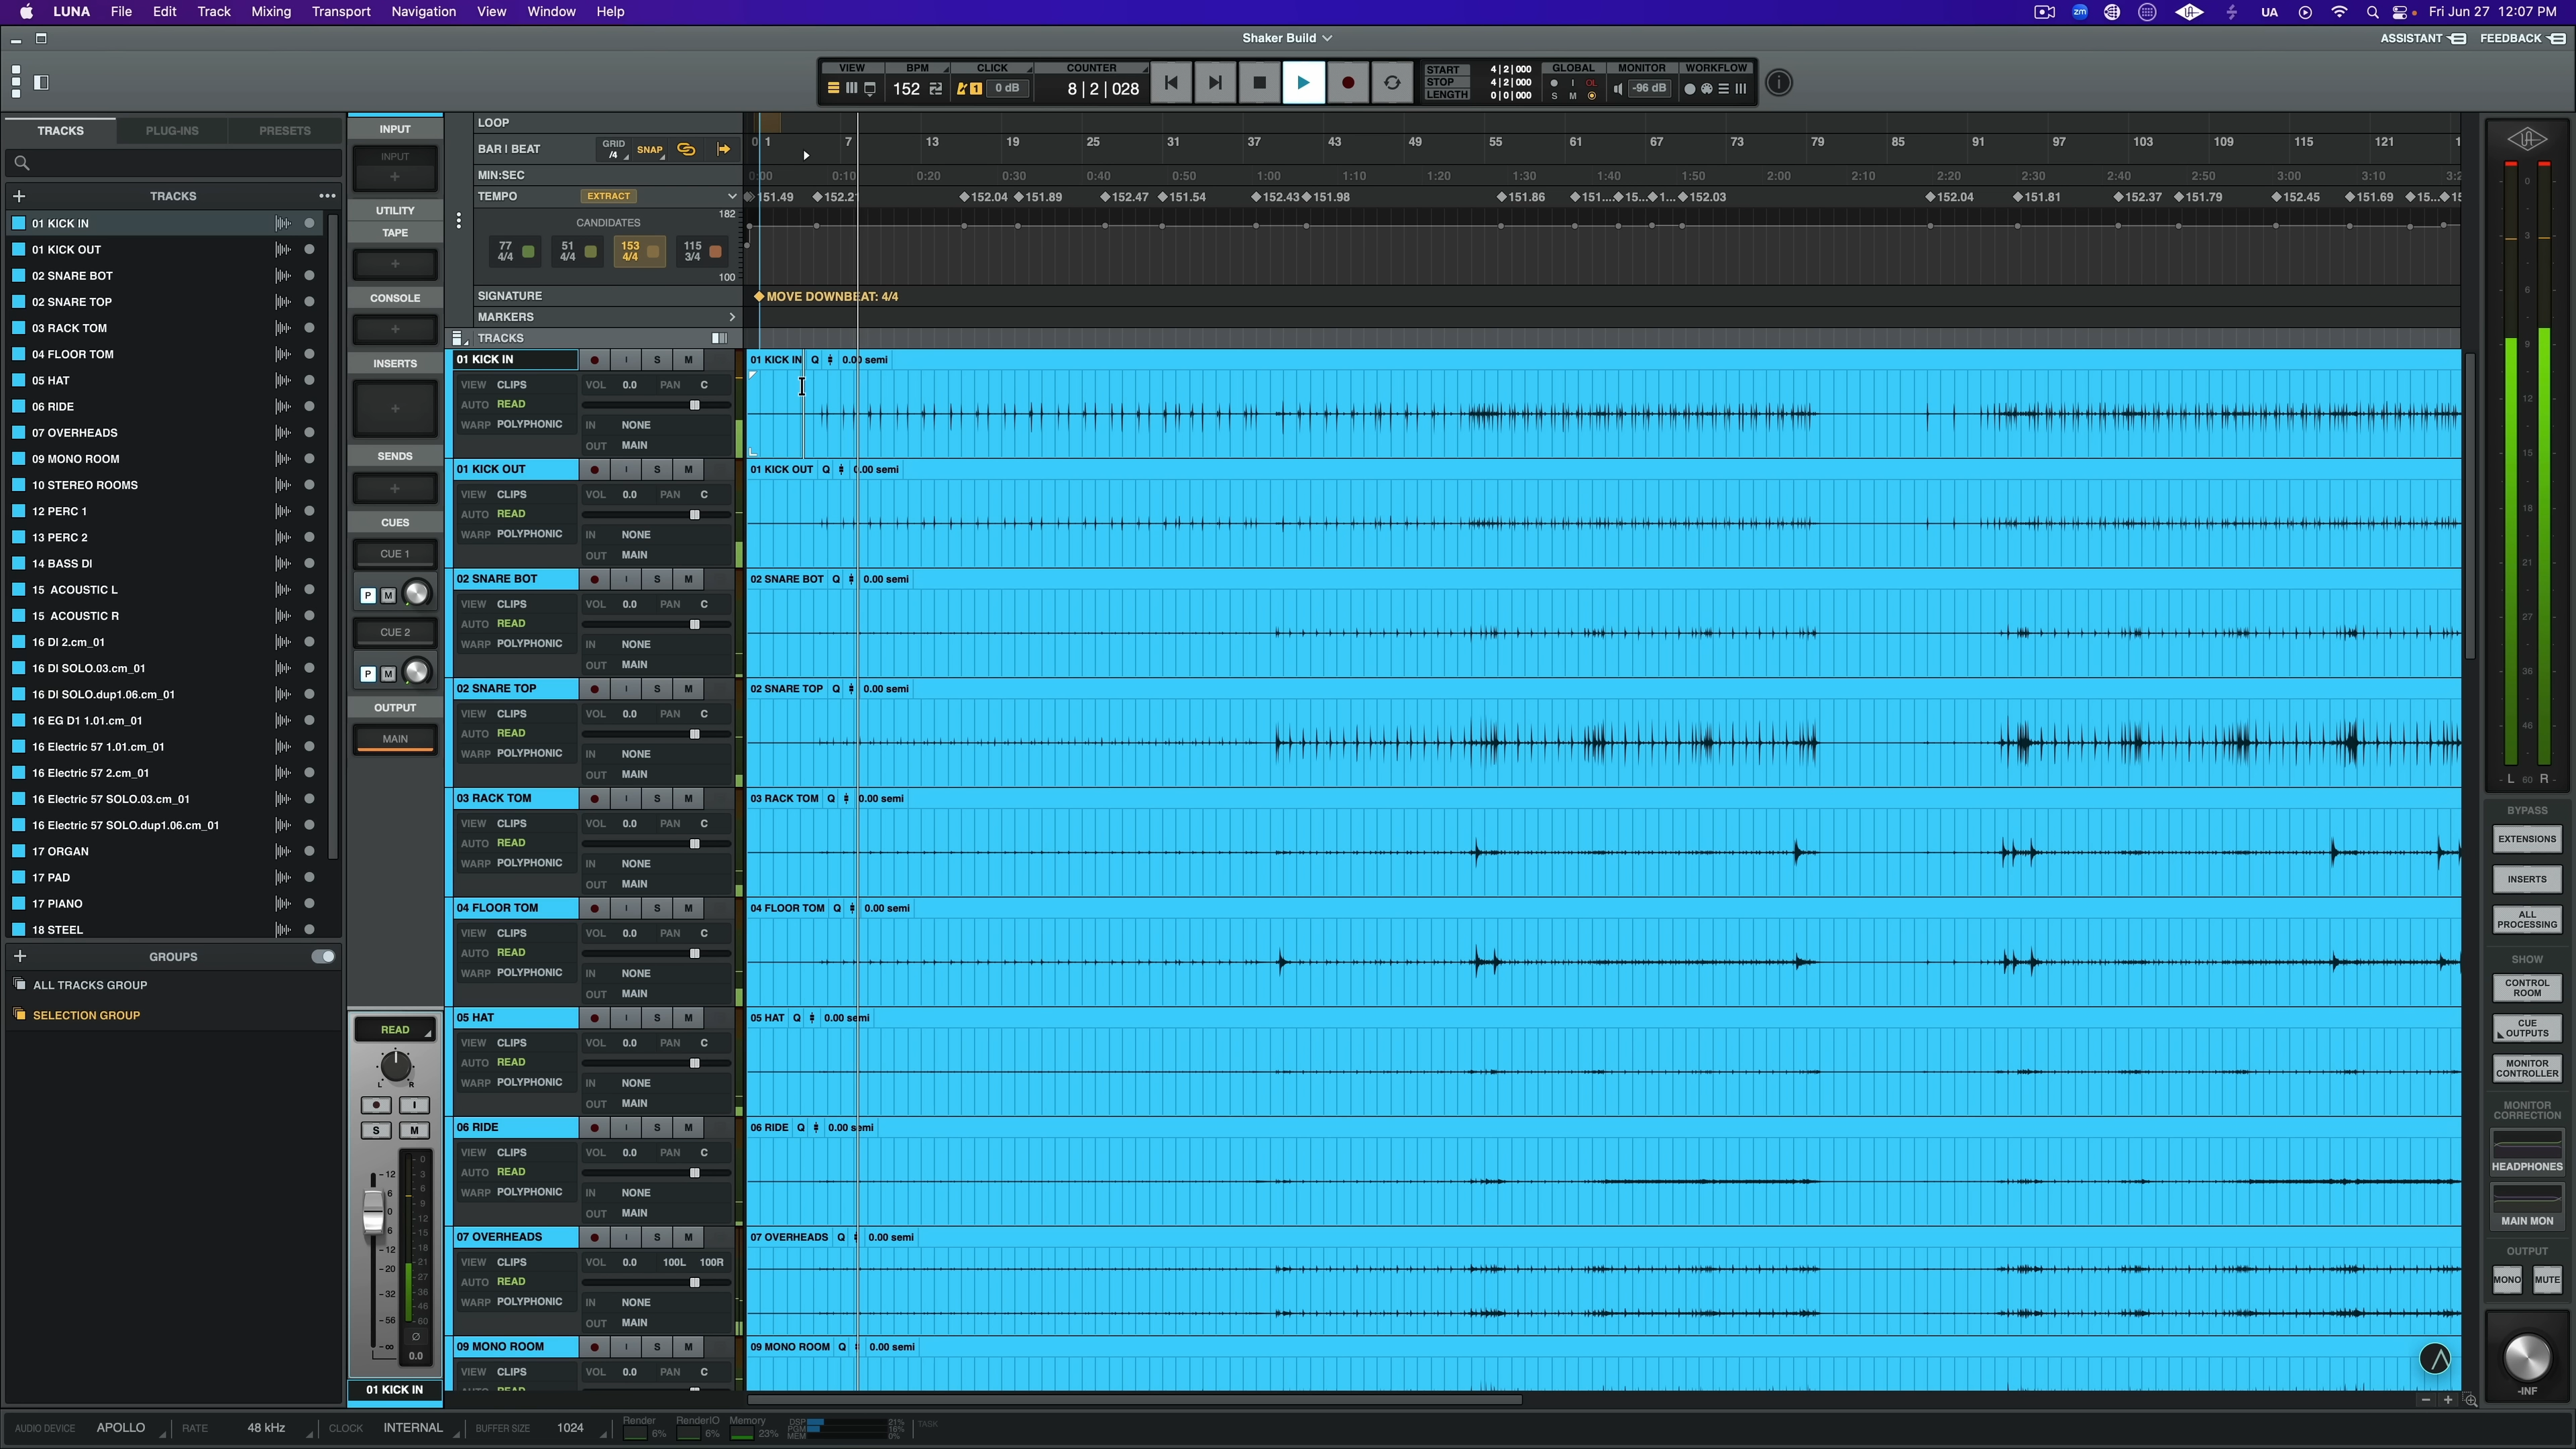 LUNA File Edit Track Mixing Transport Navigation View Window Help
zm UA Fri Jun 27 12:07 PM
Shaker Build
ASSISTANT FEEDBACK
VIEW BPM CLICK COUNTER
152 1 0 dB 8|2|028
START 4|2|000
STOP 4|2|000
LENGTH 0|0|000
GLOBAL MONITOR WORKFLOW
I OL
S M
-96 dB
TRACKS PLUG-INS PRESETS
TRACKS
01 KICK IN
01 KICK OUT
02 SNARE BOT
02 SNARE TOP
03 RACK TOM
04 FLOOR TOM
05 HAT
06 RIDE
07 OVERHEADS
09 MONO ROOM
10 STEREO ROOMS
12 PERC 1
13 PERC 2
14 BASS DI
15 ACOUSTIC L
15 ACOUSTIC R
16 DI 2.cm_01
16 DI SOLO.03.cm_01
16 DI SOLO.dup1.06.cm_01
16 EG D1 1.01.cm_01
16 Electric 57 1.01.cm_01
16 Electric 57 2.cm_01
16 Electric 57 SOLO.03.cm_01
16 Electric 57 SOLO.dup1.06.cm_01
17 ORGAN
17 PAD
17 PIANO
18 STEEL
GROUPS
ALL TRACKS GROUP
SELECTION GROUP
INPUT
INPUT
UTILITY
TAPE
CONSOLE
INSERTS
SENDS
CUES
CUE 1
P M
CUE 2
P M
OUTPUT
MAIN
READ
L R
I
S M
12
6
0
6
12
20
32
56
∞
0
3
6
9
12
15
18
21
27
36
46
60
Ø
0.0
01 KICK IN
LOOP
BAR | BEAT GRID /4 SNAP
0 1 7 13 19 25 31 37 43 49 55 61 67 73 79 85 91 97 103 109 115 121
MIN:SEC
0:00 0:10 0:20 0:30 0:40 0:50 1:00 1:10 1:20 1:30 1:40 1:50 2:00 2:10 2:20 2:30 2:40 2:50 3:00 3:10 3:2
TEMPO EXTRACT
151.49 152.21 152.04 151.89 152.47 151.54 152.43 151.98 151.86 151.... 15... 1... 152.03 152.04 151.81 152.37 151.79 152.45 151.69 15... 15
CANDIDATES
182
77 4/4
51 4/4
153 4/4
115 3/4
100
SIGNATURE MOVE DOWNBEAT: 4/4
MARKERS
TRACKS
01 KICK IN I S M 01 KICK IN Q 0.00 semi
VIEW CLIPS VOL 0.0 PAN C
AUTO READ
WARP POLYPHONIC IN NONE
OUT MAIN
01 KICK OUT I S M 01 KICK OUT Q 0.00 semi
VIEW CLIPS VOL 0.0 PAN C
AUTO READ
WARP POLYPHONIC IN NONE
OUT MAIN
02 SNARE BOT I S M 02 SNARE BOT Q 0.00 semi
VIEW CLIPS VOL 0.0 PAN C
AUTO READ
WARP POLYPHONIC IN NONE
OUT MAIN
02 SNARE TOP I S M 02 SNARE TOP Q 0.00 semi
VIEW CLIPS VOL 0.0 PAN C
AUTO READ
WARP POLYPHONIC IN NONE
OUT MAIN
03 RACK TOM I S M 03 RACK TOM Q 0.00 semi
VIEW CLIPS VOL 0.0 PAN C
AUTO READ
WARP POLYPHONIC IN NONE
OUT MAIN
04 FLOOR TOM I S M 04 FLOOR TOM Q 0.00 semi
VIEW CLIPS VOL 0.0 PAN C
AUTO READ
WARP POLYPHONIC IN NONE
OUT MAIN
05 HAT I S M 05 HAT Q 0.00 semi
VIEW CLIPS VOL 0.0 PAN C
AUTO READ
WARP POLYPHONIC IN NONE
OUT MAIN
06 RIDE I S M 06 RIDE Q 0.00 semi
VIEW CLIPS VOL 0.0 PAN C
AUTO READ
WARP POLYPHONIC IN NONE
OUT MAIN
07 OVERHEADS I S M 07 OVERHEADS Q 0.00 semi
VIEW CLIPS VOL 0.0 100L 100R
AUTO READ
WARP POLYPHONIC IN NONE
OUT MAIN
09 MONO ROOM I S M 09 MONO ROOM Q 0.00 semi
VIEW CLIPS VOL 0.0 PAN C
0
3
6
9
12
15
18
21
27
36
46
L 60 R
BYPASS
EXTENSIONS
INSERTS
ALL PROCESSING
SHOW
CONTROL ROOM
CUE OUTPUTS
MONITOR CONTROLLER
MONITOR CORRECTION
HEADPHONES
MAIN MON
OUTPUT
MONO MUTE
-INF
AUDIO DEVICE APOLLO RATE 48 kHz CLOCK INTERNAL BUFFER SIZE 1024 Render 6% RenderIO 6% Memory 23%
DSP 21%
PGM 16%
MEM 0%
TASK